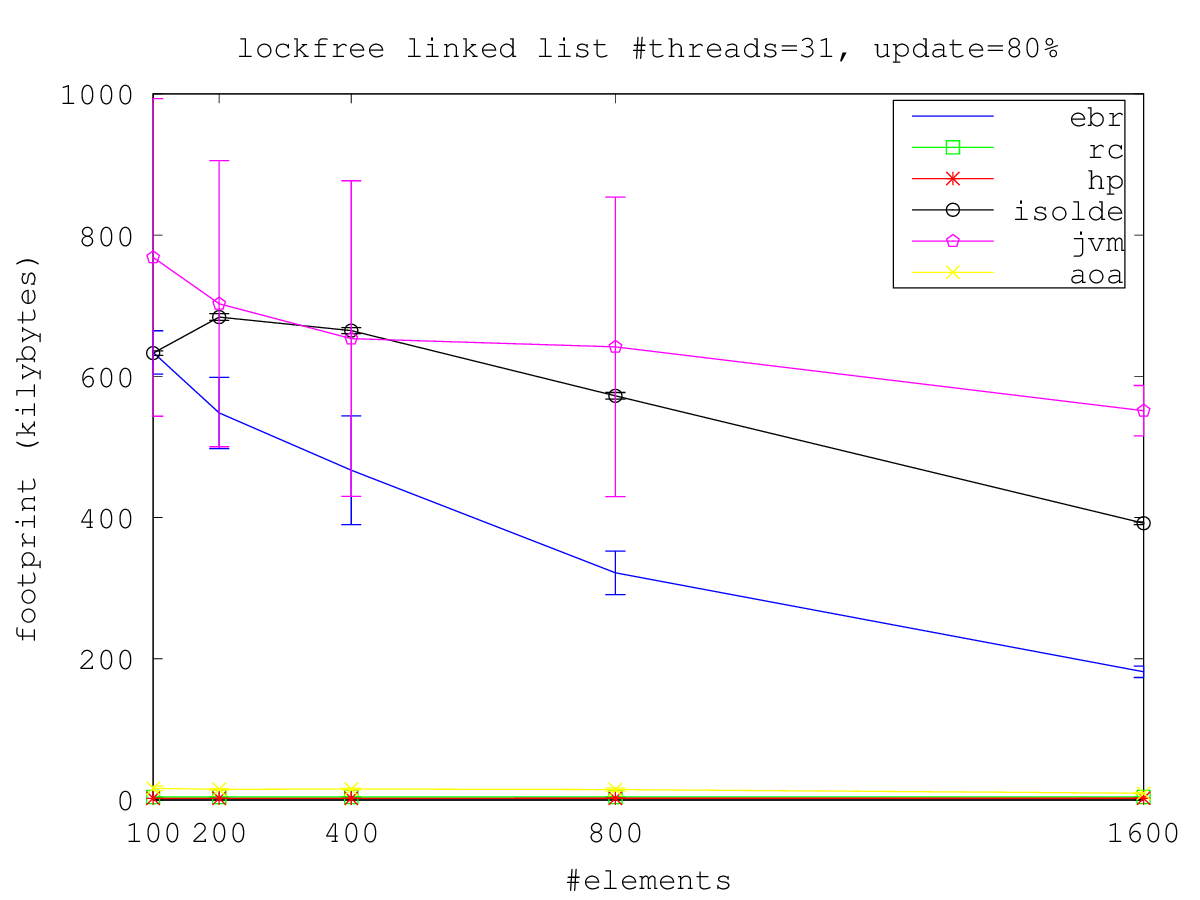 lockfree linked list #threads=31, update=80%
1000
800
600
400
200
0
footprint (kilybytes)
ebr
rc
hp
isolde
jvm
aoa
100 200 400 800 1600
#elements